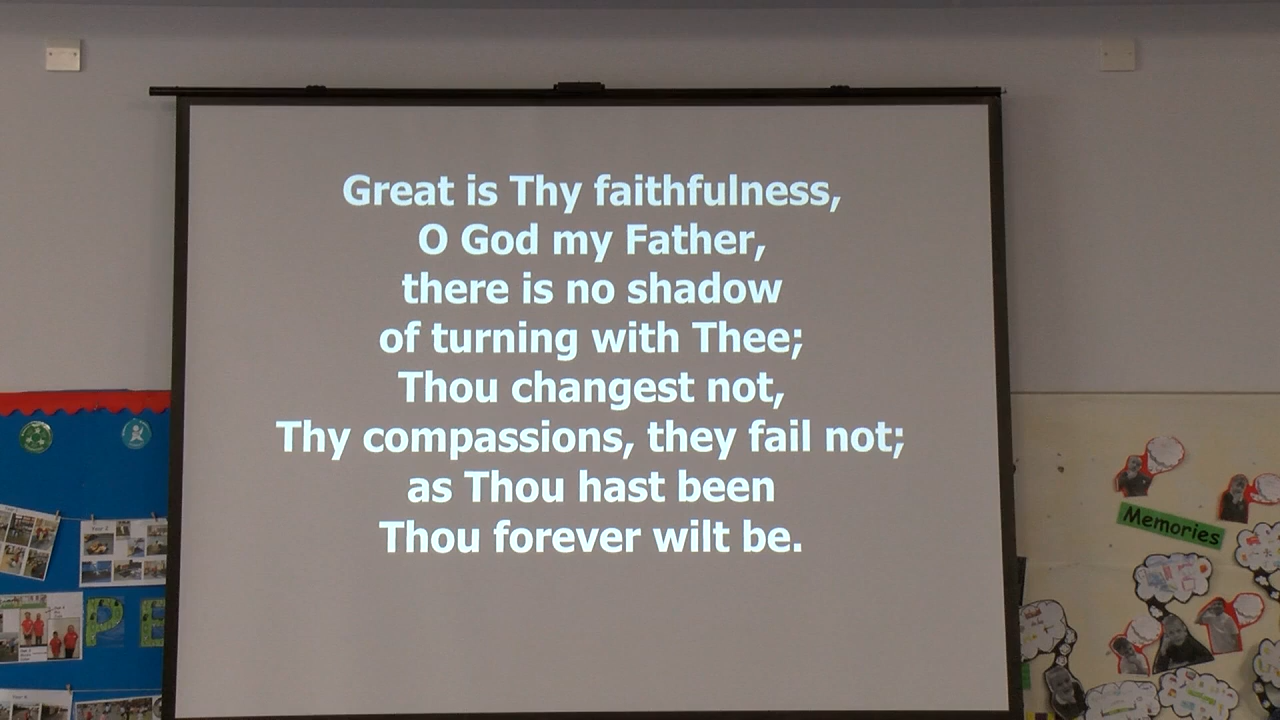 Great is Thy faithfulness,
O God my Father,
there is no shadow
of turning with Thee;
Thou changest not,
Thy compassions, they fail not;
as Thou hast been
Thou forever wilt be.
Memories
PE